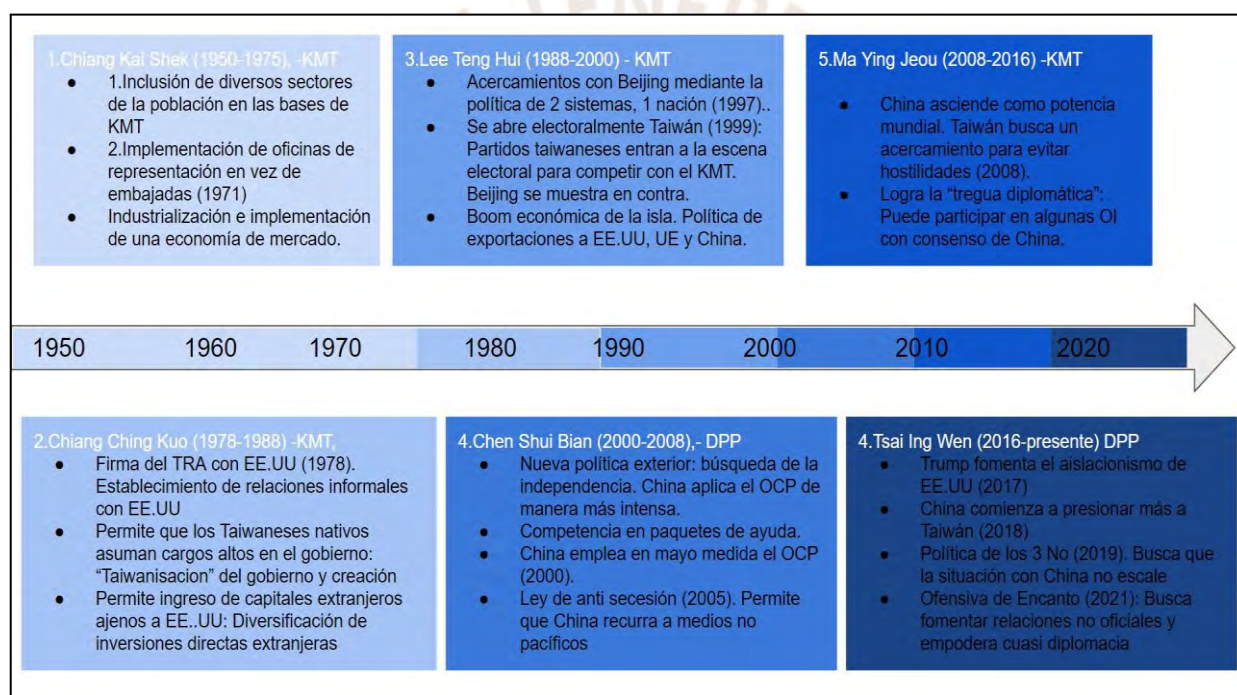 1.Chiang Kai Shek (1950-1975), -KMT
● 1.Inclusión de diversos sectores
de la población en las bases de
KMT
● 2.Implementación de oficinas de
representación en vez de
embajadas (1971)
● Industrialización e implementación
de una economía de mercado.
3.Lee Teng Hui (1988-2000) - KMT
● Acercamientos con Beijing mediante la
política de 2 sistemas, 1 nación (1997)..
● Se abre electoralmente Taiwán (1999):
Partidos taiwaneses entran a la escena
electoral para competir con el KMT.
Beijing se muestra en contra.
● Boom económica de la isla. Política de
exportaciones a EE.UU, UE y China.
5.Ma Ying Jeou (2008-2016) -KMT
● China asciende como potencia
mundial. Taiwán busca un
acercamiento para evitar
hostilidades (2008).
● Logra la “tregua diplomática”:
Puede participar en algunas OI
con consenso de China.
1950 1960 1970 1980 1990 2000 2010 2020
2.Chiang Ching Kuo (1978-1988) -KMT,
● Firma del TRA con EE.UU (1978).
Establecimiento de relaciones informales
con EE.UU
● Permite que los Taiwaneses nativos
asuman cargos altos en el gobierno:
“Taiwanisacion” del gobierno y creación
● Permite ingreso de capitales extranjeros
ajenos a EE..UU: Diversificación de
inversiones directas extranjeras
4.Chen Shui Bian (2000-2008),- DPP
● Nueva política exterior: búsqueda de la
independencia. China aplica el OCP de
manera más intensa.
● Competencia en paquetes de ayuda.
● China emplea en mayo medida el OCP
(2000).
● Ley de anti secesión (2005). Permite
que China recurra a medios no
pacíficos
4.Tsai Ing Wen (2016-presente) DPP
● Trump fomenta el aislacionismo de
EE.UU (2017)
● China comienza a presionar más a
Taiwán (2018)
● Política de los 3 No (2019). Busca que
la situación con China no escale
● Ofensiva de Encanto (2021): Busca
fomentar relaciones no oficiales y
empodera cuasi diplomacia